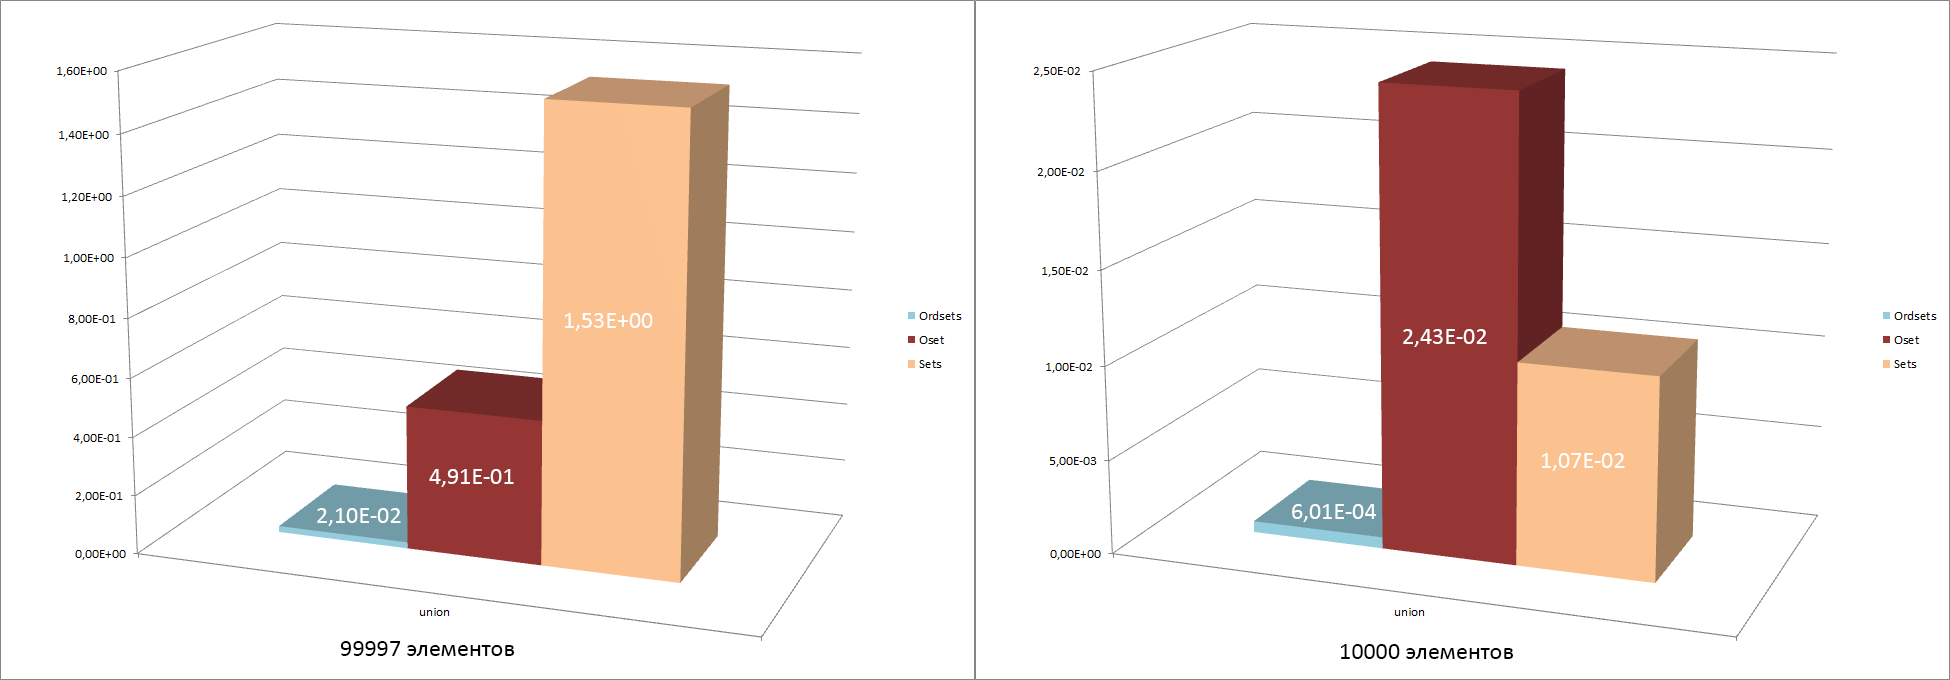 1,60E+00
1,40E+00
1,20E+00
1,00E+00
8,00E-01
6,00E-01
4,00E-01
2,00E-01
0,00E+00
2,10E-02
4,91E-01
1,53E+00
union
99997 элементов
Ordsets
Oset
Sets
2,50E-02
2,00E-02
1,50E-02
1,00E-02
5,00E-03
0,00E+00
6,01E-04
2,43E-02
1,07E-02
union
10000 элементов
Ordsets
Oset
Sets